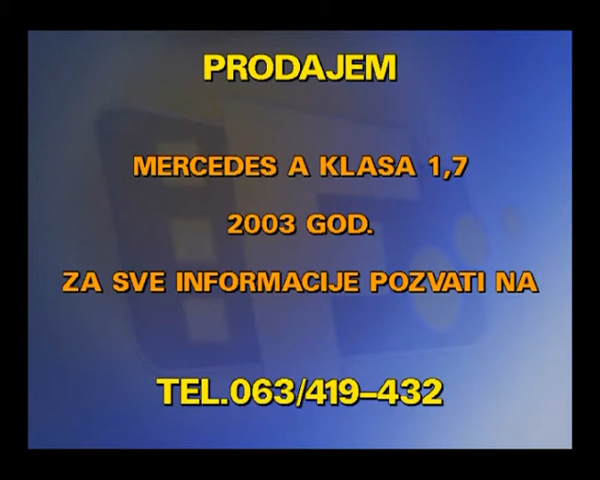 PRODAJEM
MERCEDES A KLASA 1,7
2003 GOD.
ZA SVE INFORMACIJE POZVATI NA
TEL.063/419-432